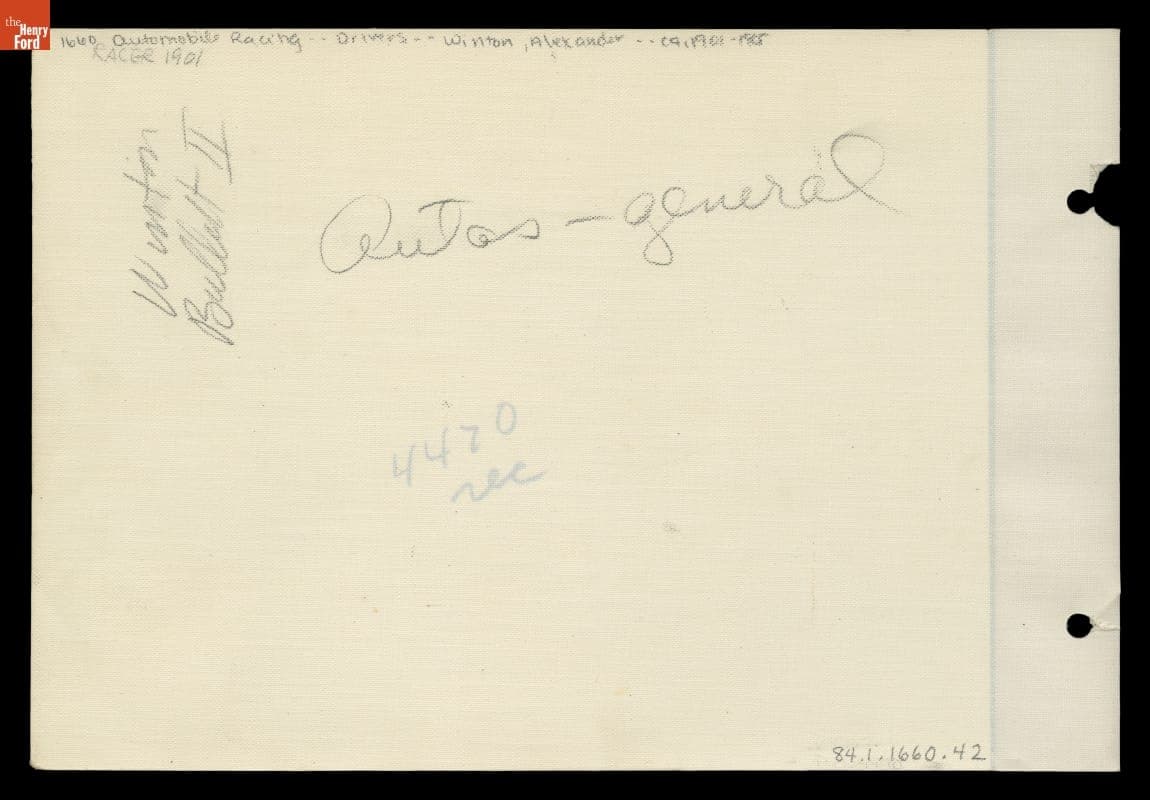 the
Henry
Ford
1660 Automobile Racing -- Drivers -- Winton, Alexander -- ca. 1901-
RACER 1901
Winton
Bullet I
Autos - general
4470
rec
84.1.1660.42